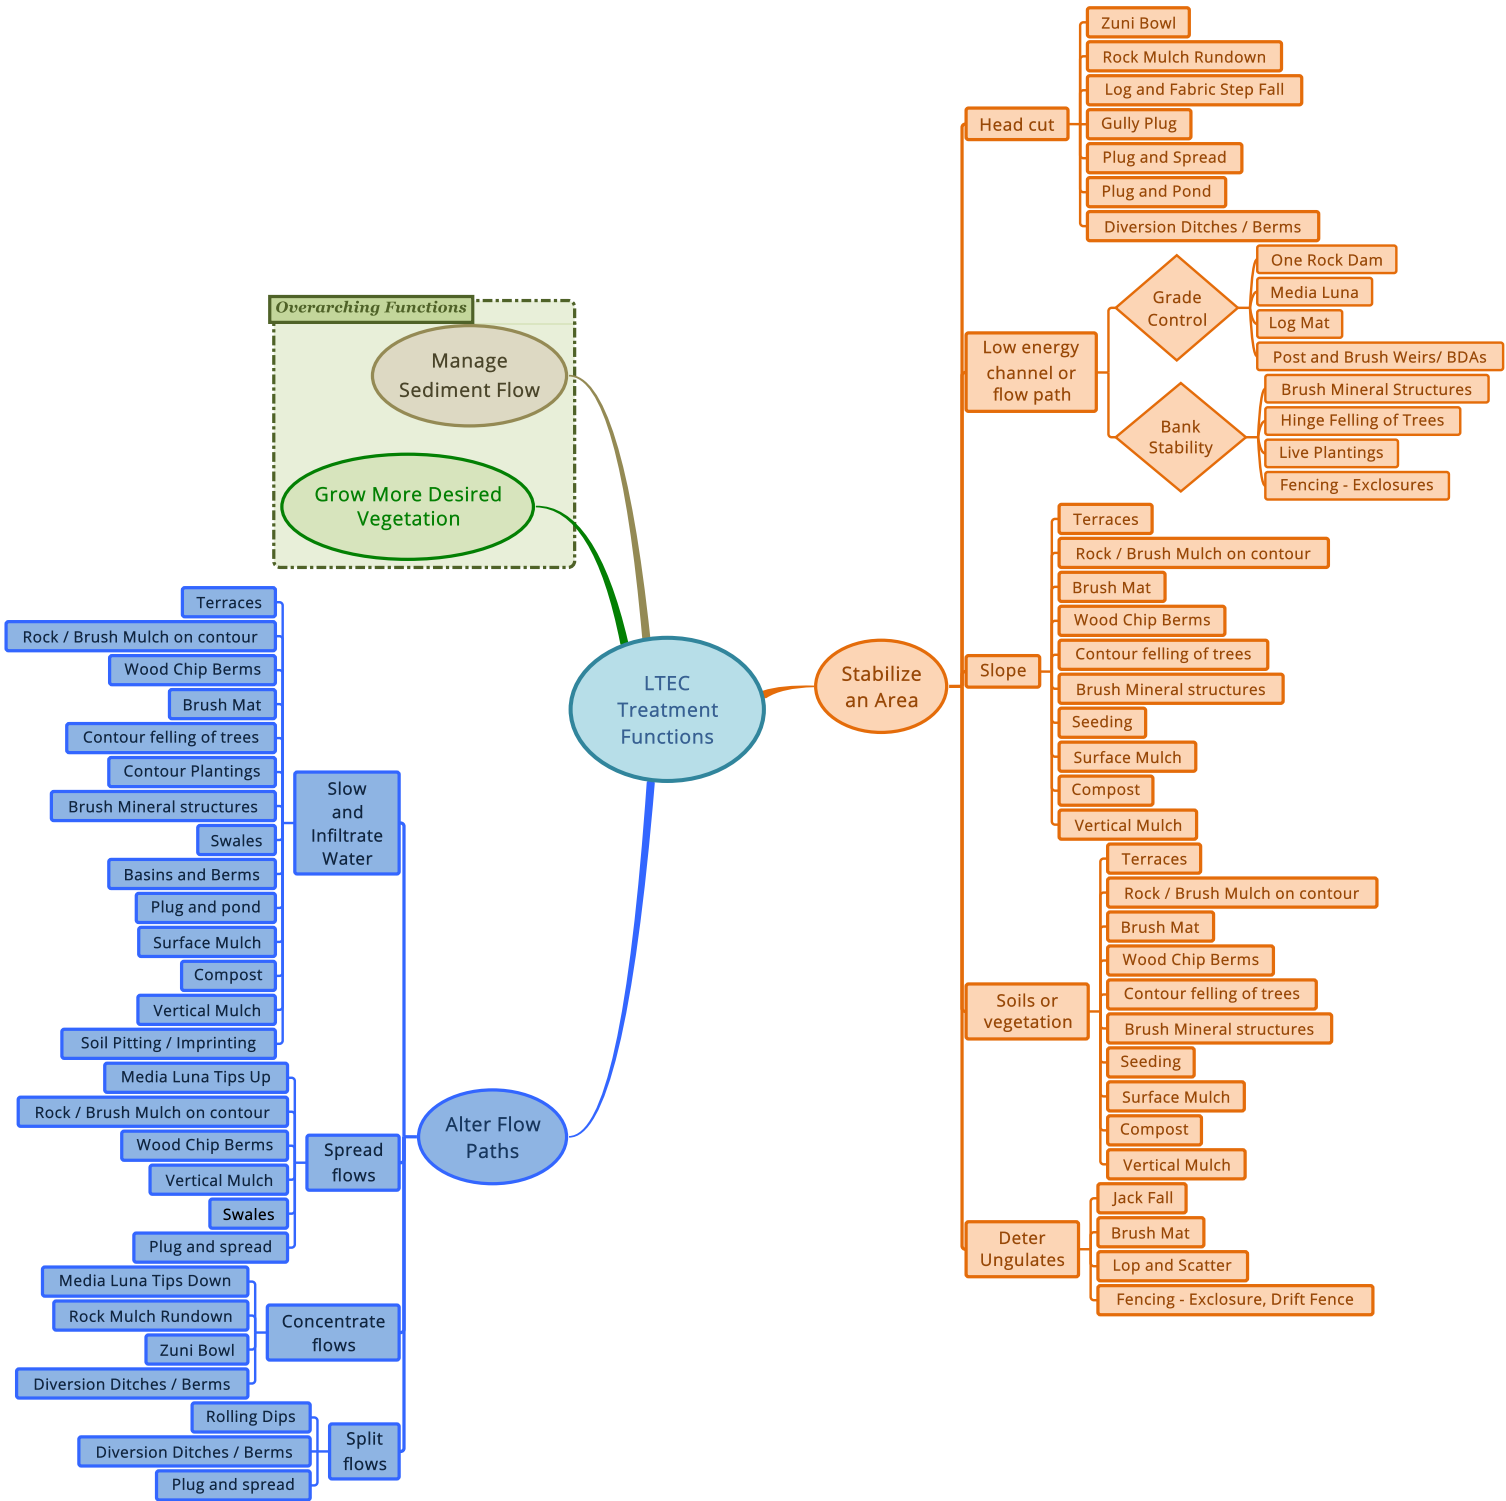 Overarching Functions
Manage
Sediment Flow
Grow More Desired
Vegetation
LTEC
Treatment
Functions
Stabilize
an Area
Head cut
Zuni Bowl
Rock Mulch Rundown
Log and Fabric Step Fall
Gully Plug
Plug and Spread
Plug and Pond
Diversion Ditches / Berms
Low energy
channel or
flow path
Grade
Control
One Rock Dam
Media Luna
Log Mat
Post and Brush Weirs/ BDAs
Bank
Stability
Brush Mineral Structures
Hinge Felling of Trees
Live Plantings
Fencing - Exclosures
Slope
Terraces
Rock / Brush Mulch on contour
Brush Mat
Wood Chip Berms
Contour felling of trees
Brush Mineral structures
Seeding
Surface Mulch
Compost
Vertical Mulch
Soils or
vegetation
Terraces
Rock / Brush Mulch on contour
Brush Mat
Wood Chip Berms
Contour felling of trees
Brush Mineral structures
Seeding
Surface Mulch
Compost
Vertical Mulch
Deter
Ungulates
Jack Fall
Brush Mat
Lop and Scatter
Fencing - Exclosure, Drift Fence
Alter Flow
Paths
Slow
and
Infiltrate
Water
Terraces
Rock / Brush Mulch on contour
Wood Chip Berms
Brush Mat
Contour felling of trees
Contour Plantings
Brush Mineral structures
Swales
Basins and Berms
Plug and pond
Surface Mulch
Compost
Vertical Mulch
Soil Pitting / Imprinting
Spread
flows
Media Luna Tips Up
Rock / Brush Mulch on contour
Wood Chip Berms
Vertical Mulch
Swales
Plug and spread
Concentrate
flows
Media Luna Tips Down
Rock Mulch Rundown
Zuni Bowl
Diversion Ditches / Berms
Split
flows
Rolling Dips
Diversion Ditches / Berms
Plug and spread